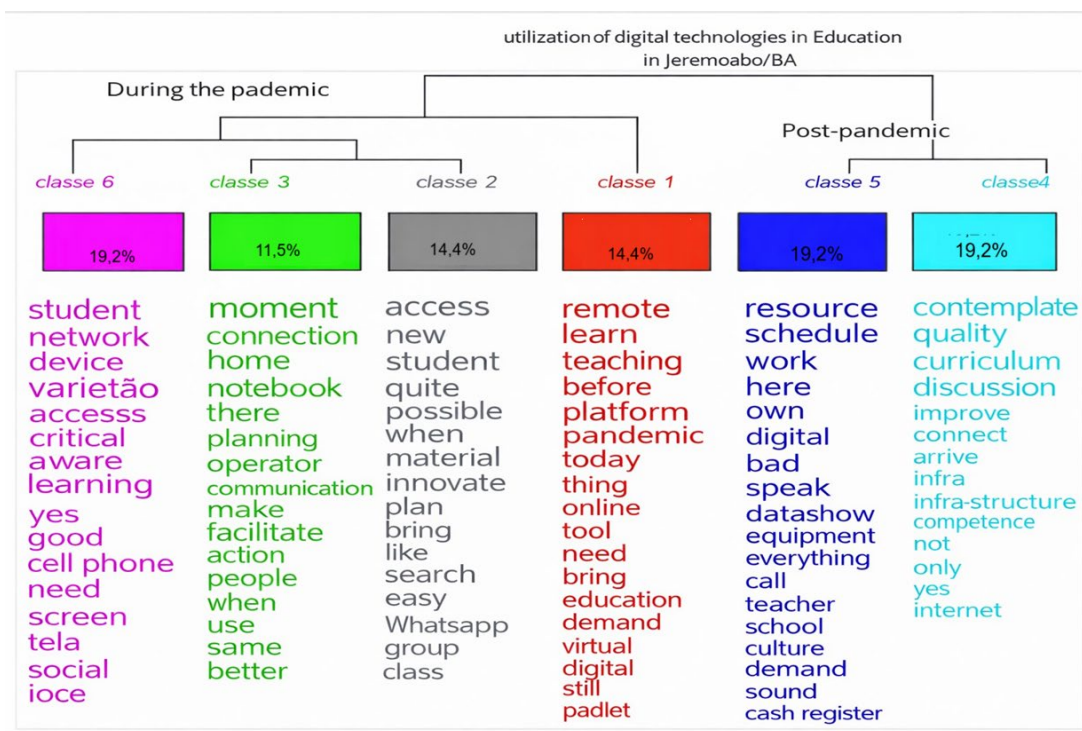 utilization of digital technologies in Education
in Jeremoabo/BA
During the pademic
Post-pandemic
classe 6
classe 3
classe 2
classe 1
classe 5
classe4
19,2%
11,5%
14,4%
14,4%
19,2%
19,2%
student
network
device
varietão
accesss
critical
aware
learning
yes
good
cell phone
need
screen
tela
social
ioce
moment
connection
home
notebook
there
planning
operator
communication
make
facilitate
action
people
when
use
same
better
access
new
student
quite
possible
when
material
innovate
plan
bring
like
search
easy
Whatsapp
group
class
remote
learn
teaching
before
platform
pandemic
today
thing
online
tool
need
bring
education
demand
virtual
digital
still
padlet
resource
schedule
work
here
own
digital
bad
speak
datashow
equipment
everything
call
teacher
school
culture
demand
sound
cash register
contemplate
quality
curriculum
discussion
improve
connect
arrive
infra
infra-structure
competence
not
only
yes
internet